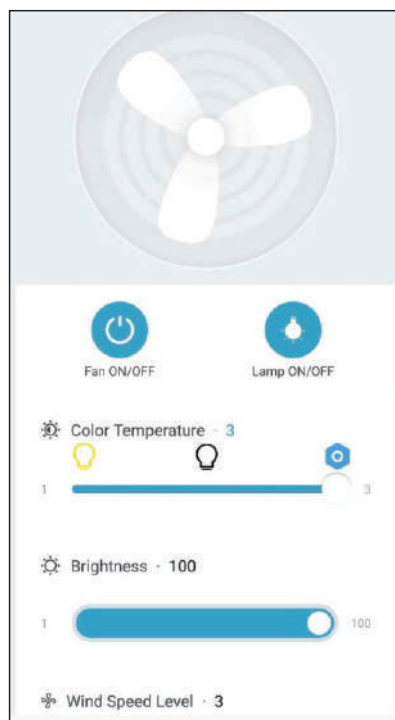 Fan ON/OFF Lamp ON/OFF
Color Temperature · 3
1 3
Brightness · 100
1 100
Wind Speed Level · 3